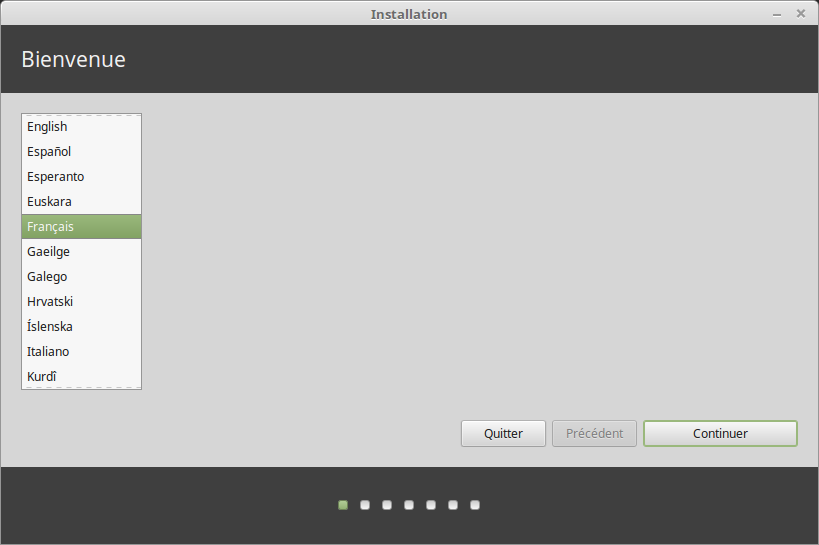 Installation
Bienvenue
English
Español
Esperanto
Euskara
Français
Gaeilge
Galego
Hrvatski
Íslenska
Italiano
Kurdî
Quitter
Précédent
Continuer